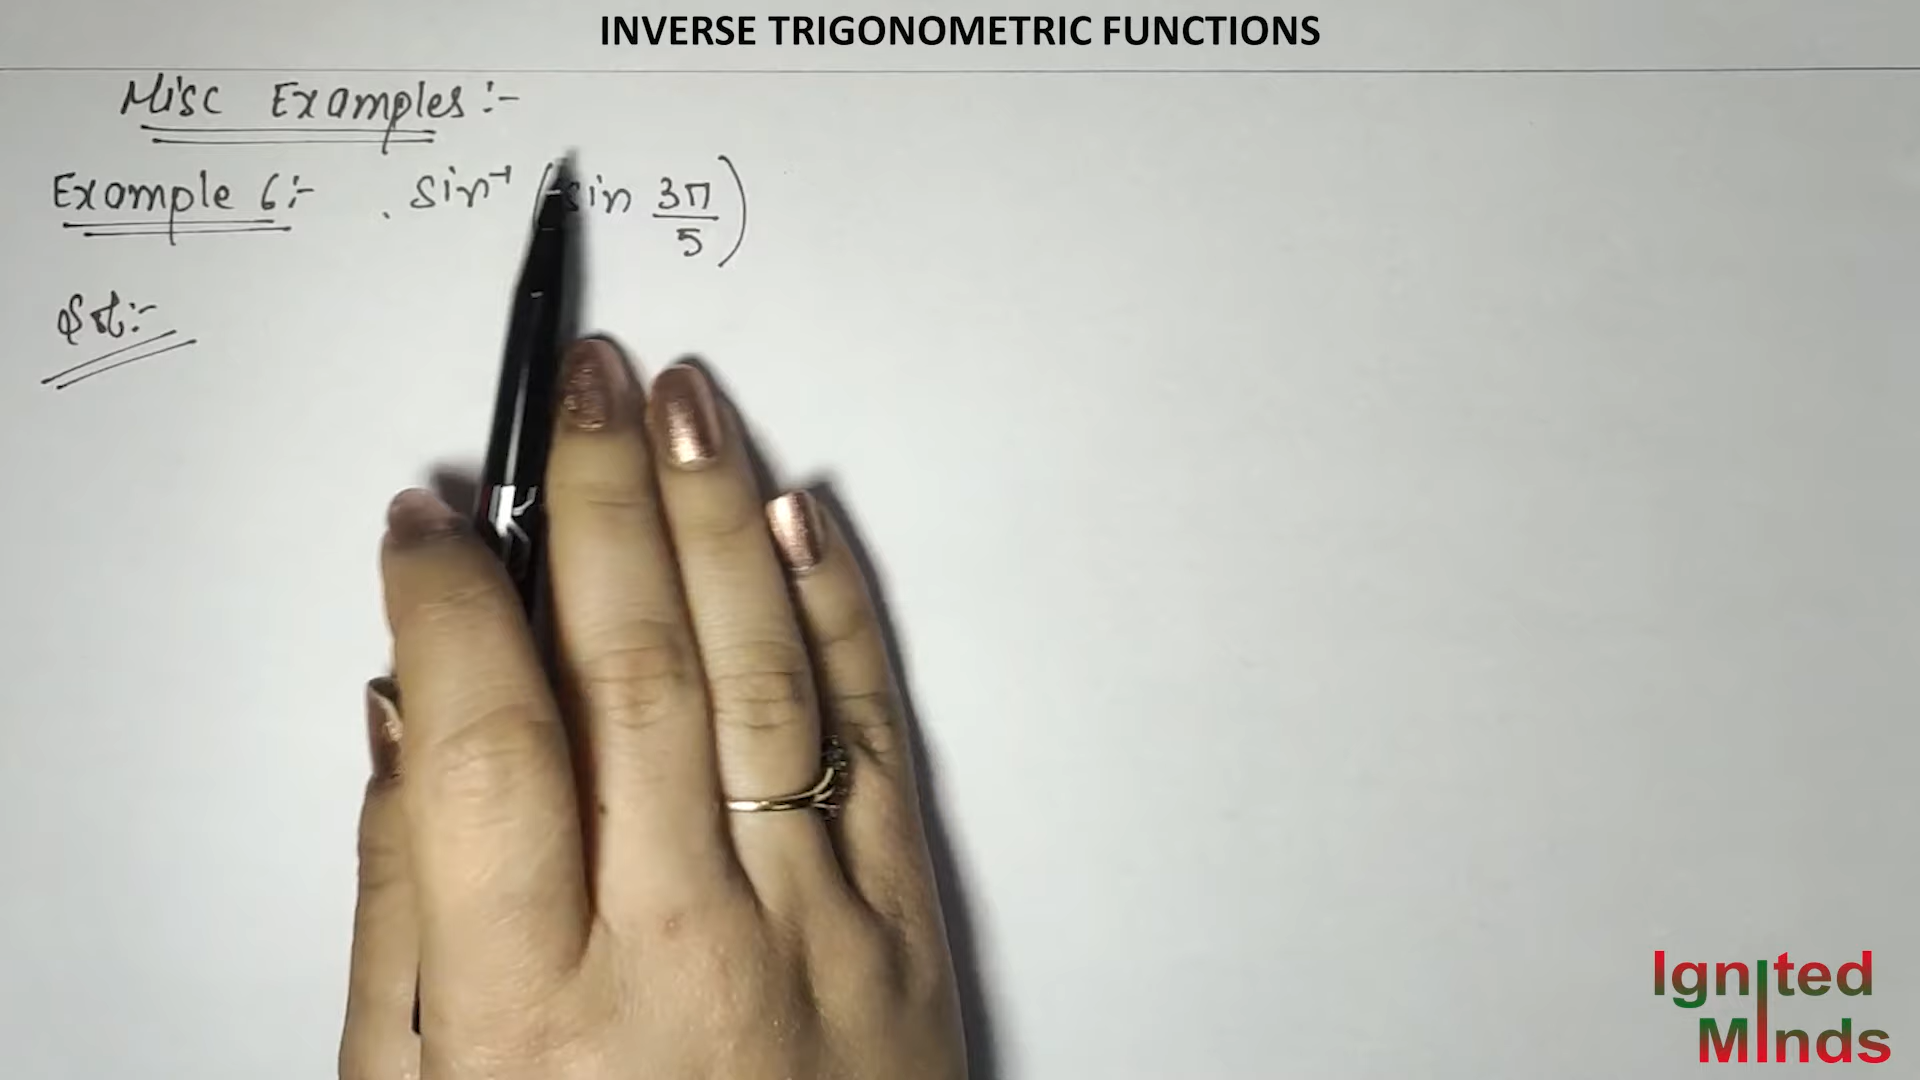 INVERSE TRIGONOMETRIC FUNCTIONS
Misc Examples:-
Example 6:- . sin⁻¹ (sin 3π/5)
Sol:-
Ignited
Minds